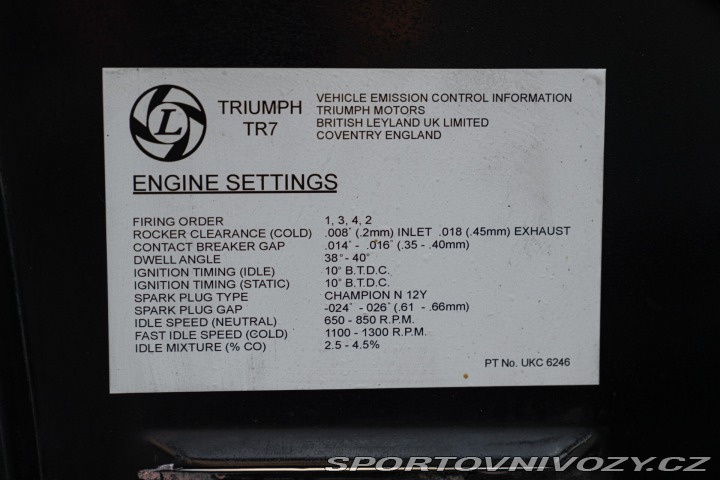 L
TRIUMPH
TR7
VEHICLE EMISSION CONTROL INFORMATION
TRIUMPH MOTORS
BRITISH LEYLAND UK LIMITED
COVENTRY ENGLAND
ENGINE SETTINGS
FIRING ORDER 1, 3, 4, 2
ROCKER CLEARANCE (COLD) .008" (.2mm) INLET .018 (.45mm) EXHAUST
CONTACT BREAKER GAP .014" - .016" (.35 - .40mm)
DWELL ANGLE 38° - 40°
IGNITION TIMING (IDLE) 10° B.T.D.C.
IGNITION TIMING (STATIC) 10° B.T.D.C.
SPARK PLUG TYPE CHAMPION N 12Y
SPARK PLUG GAP -024" - 026" (.61 - .66mm)
IDLE SPEED (NEUTRAL) 650 - 850 R.P.M.
FAST IDLE SPEED (COLD) 1100 - 1300 R.P.M.
IDLE MIXTURE (% CO) 2.5 - 4.5%
PT No. UKC 6246
SPORTOVNIVOZY.CZ